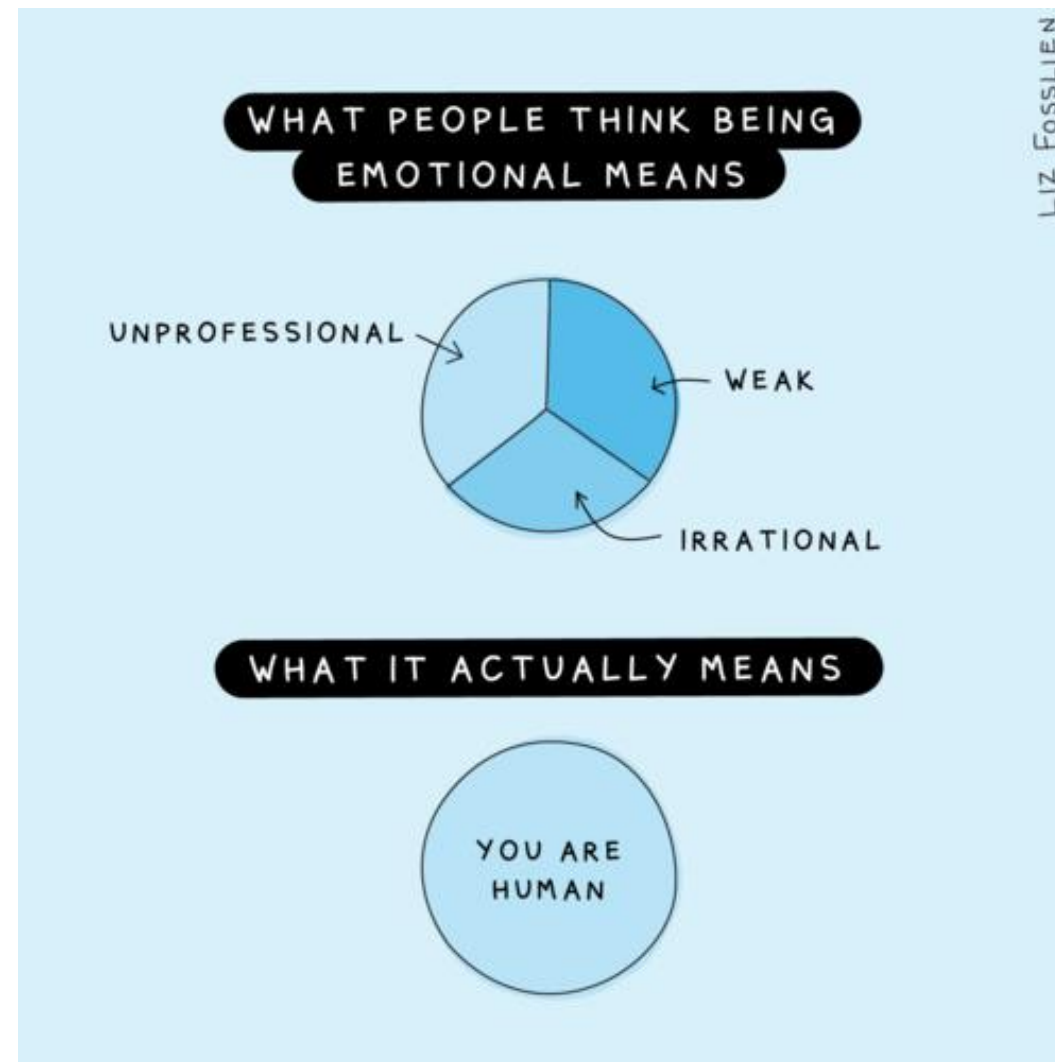 LIZ FOSSLIEN
WHAT PEOPLE THINK BEING
EMOTIONAL MEANS
UNPROFESSIONAL
WEAK
IRRATIONAL
WHAT IT ACTUALLY MEANS
YOU ARE
HUMAN